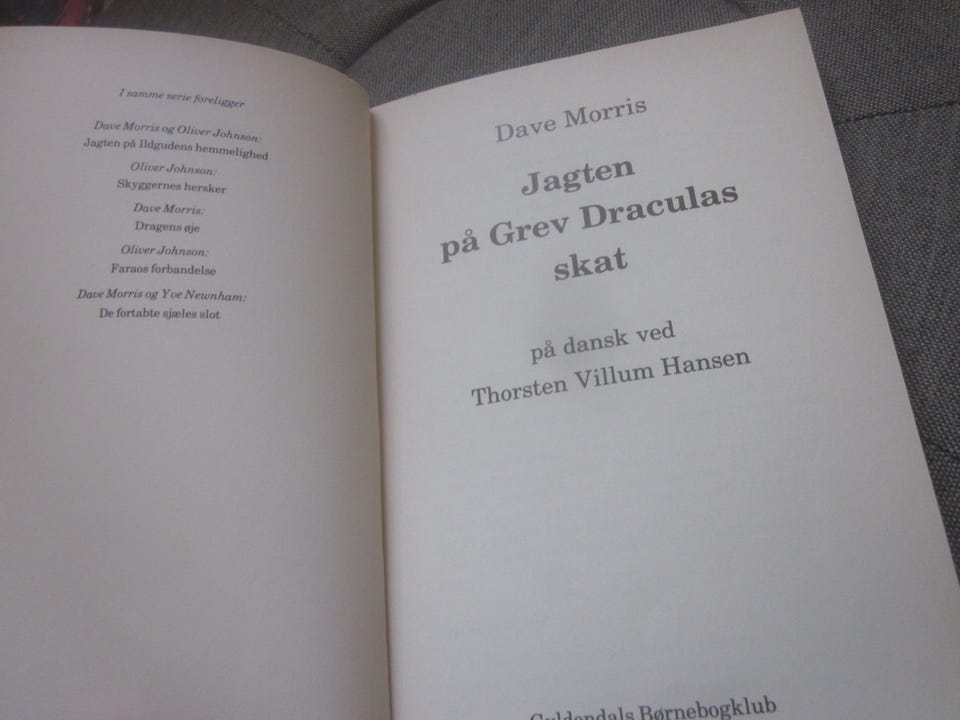 I samme serie foreligger
Dave Morris og Oliver Johnson:
Jagten på Ildgudens hemmelighed
Oliver Johnson:
Skyggernes hersker
Dave Morris:
Dragens øje
Oliver Johnson:
Faraos forbandelse
Dave Morris og Yve Newnham:
De fortabte sjæles slot
Dave Morris
Jagten
på Grev Draculas
skat
på dansk ved
Thorsten Villum Hansen
Gyldendals Børnebogklub